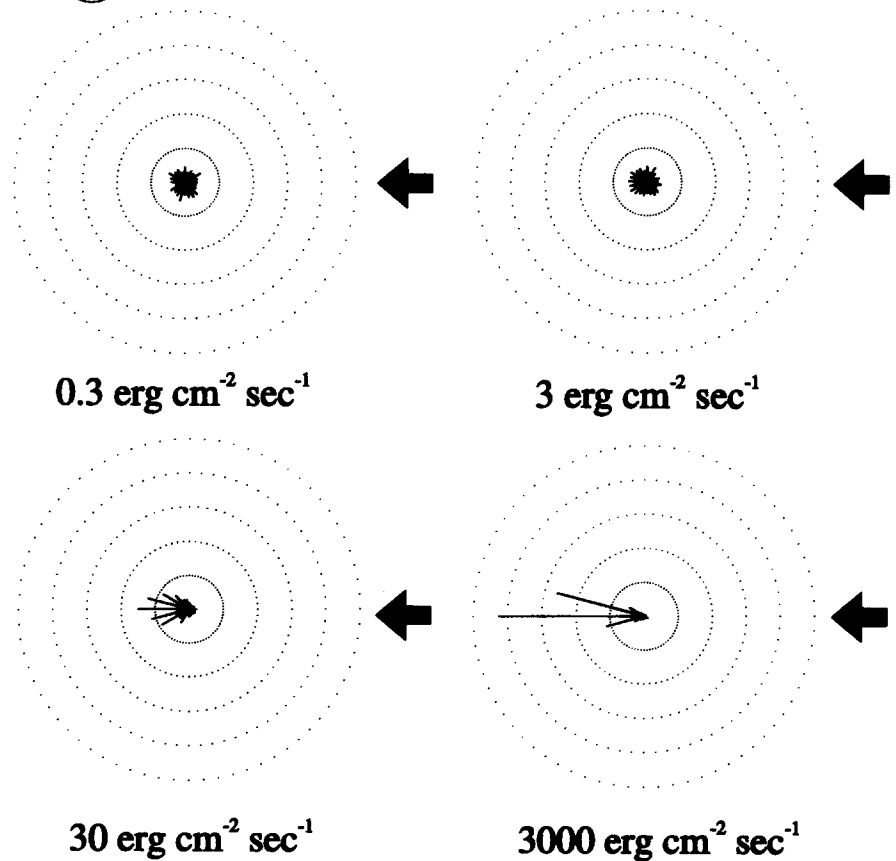 0.3 erg cm⁻² sec⁻¹
3 erg cm⁻² sec⁻¹
30 erg cm⁻² sec⁻¹
3000 erg cm⁻² sec⁻¹